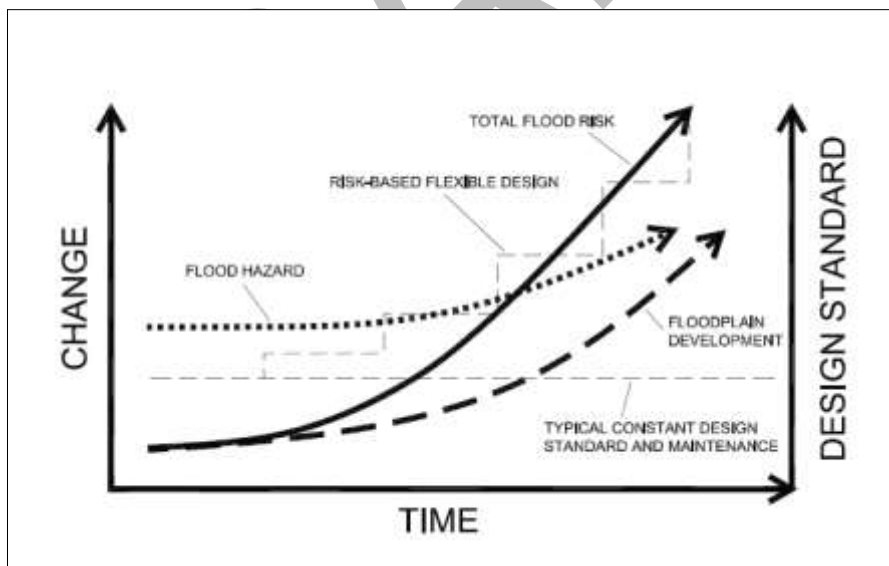 TOTAL FLOOD RISK
RISK-BASED FLEXIBLE DESIGN
FLOOD HAZARD
FLOODPLAIN
DEVELOPMENT
TYPICAL CONSTANT DESIGN
STANDARD AND MAINTENANCE
CHANGE
DESIGN STANDARD
TIME